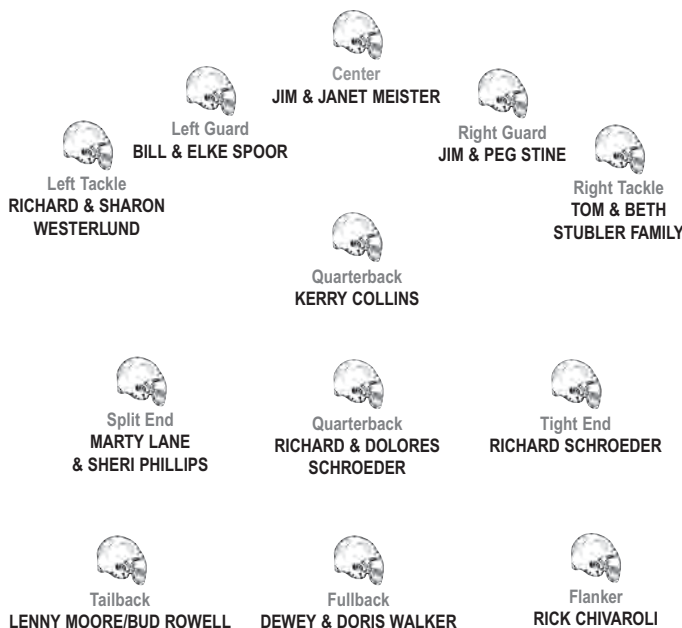 Center
JIM & JANET MEISTER
Left Guard
BILL & ELKE SPOOR
Right Guard
JIM & PEG STINE
Left Tackle
RICHARD & SHARON
WESTERLUND
Right Tackle
TOM & BETH
STUBLER FAMILY
Quarterback
KERRY COLLINS
Split End
MARTY LANE
& SHERI PHILLIPS
Quarterback
RICHARD & DOLORES
SCHROEDER
Tight End
RICHARD SCHROEDER
Tailback
LENNY MOORE/BUD ROWELL
Fullback
DEWEY & DORIS WALKER
Flanker
RICK CHIVAROLI